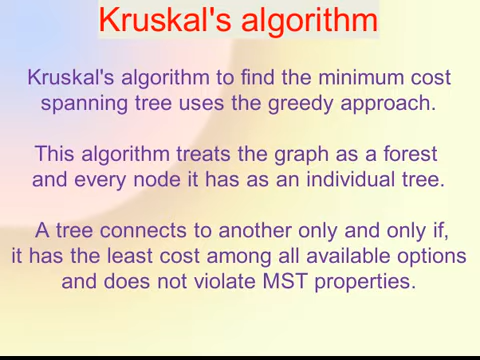 Kruskal's algorithm
Kruskal's algorithm to find the minimum cost
spanning tree uses the greedy approach.
This algorithm treats the graph as a forest
and every node it has as an individual tree.
A tree connects to another only and only if,
it has the least cost among all available options
and does not violate MST properties.